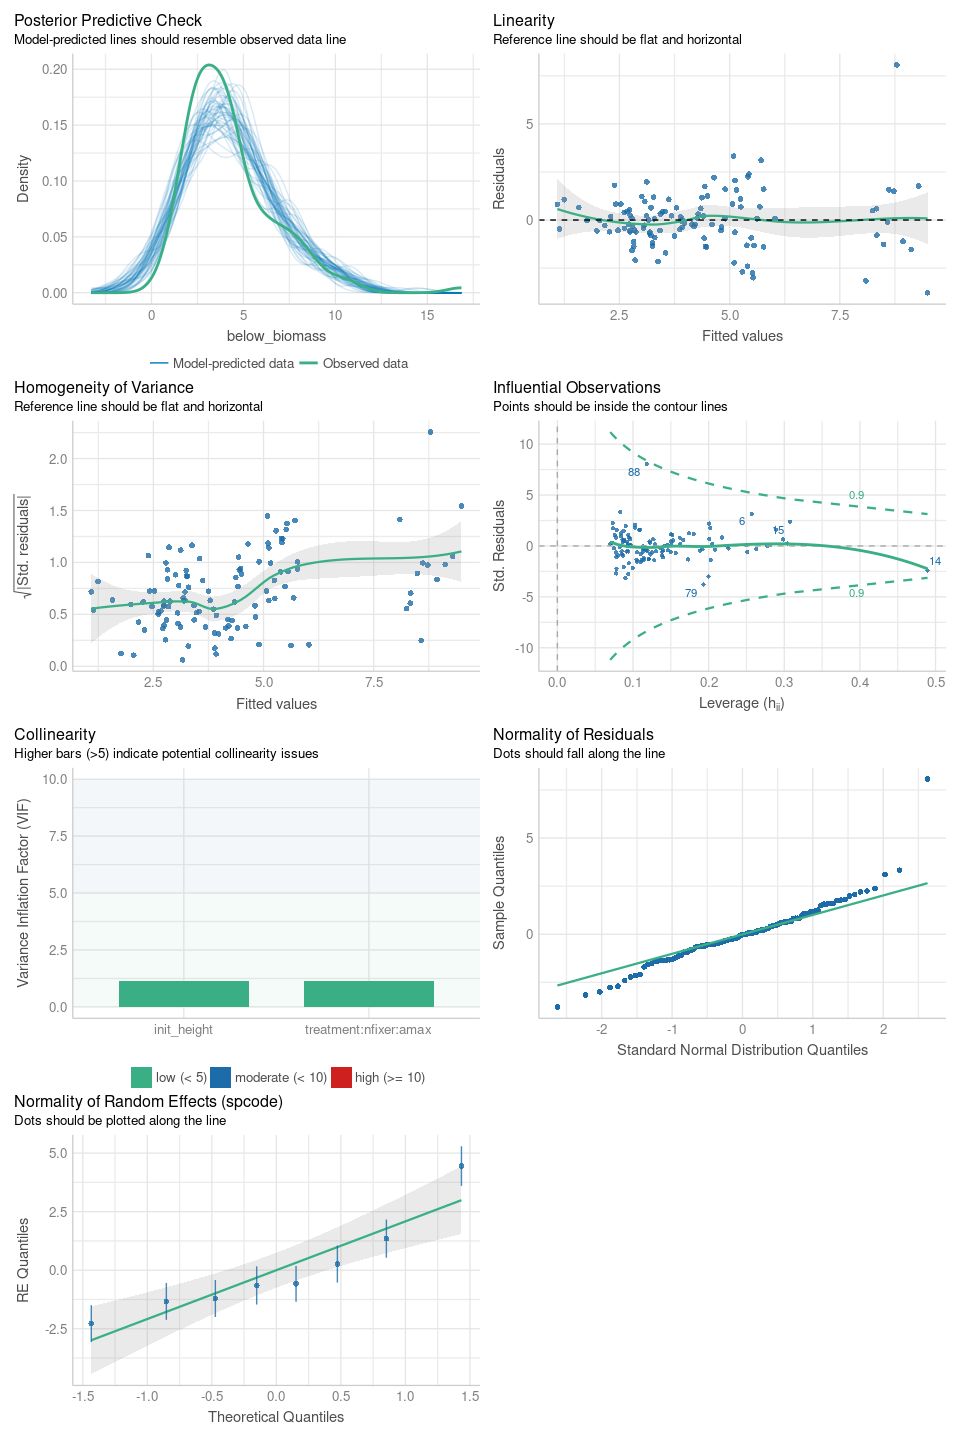 Posterior Predictive Check
Model-predicted lines should resemble observed data line
0.20
0.15
0.10
0.05
0.00
Density
0
5
10
15
below_biomass
Model-predicted data
Observed data
Linearity
Reference line should be flat and horizontal
5
0
Residuals
2.5
5.0
7.5
Fitted values
Homogeneity of Variance
Reference line should be flat and horizontal
2.0
1.5
1.0
0.5
0.0
√|Std. residuals|
2.5
5.0
7.5
Fitted values
Influential Observations
Points should be inside the contour lines
10
5
0
-5
-10
Std. Residuals
88
6
15
79
14
0.9
0.9
0.0
0.1
0.2
0.3
0.4
0.5
Leverage (hii)
Collinearity
Higher bars (>5) indicate potential collinearity issues
10.0
7.5
5.0
2.5
0.0
Variance Inflation Factor (VIF)
init_height
treatment:nfixer:amax
low (< 5)
moderate (< 10)
high (>= 10)
Normality of Residuals
Dots should fall along the line
5
0
Sample Quantiles
-2
-1
0
1
2
Standard Normal Distribution Quantiles
Normality of Random Effects (spcode)
Dots should be plotted along the line
5.0
2.5
0.0
-2.5
RE Quantiles
-1.5
-1.0
-0.5
0.0
0.5
1.0
1.5
Theoretical Quantiles